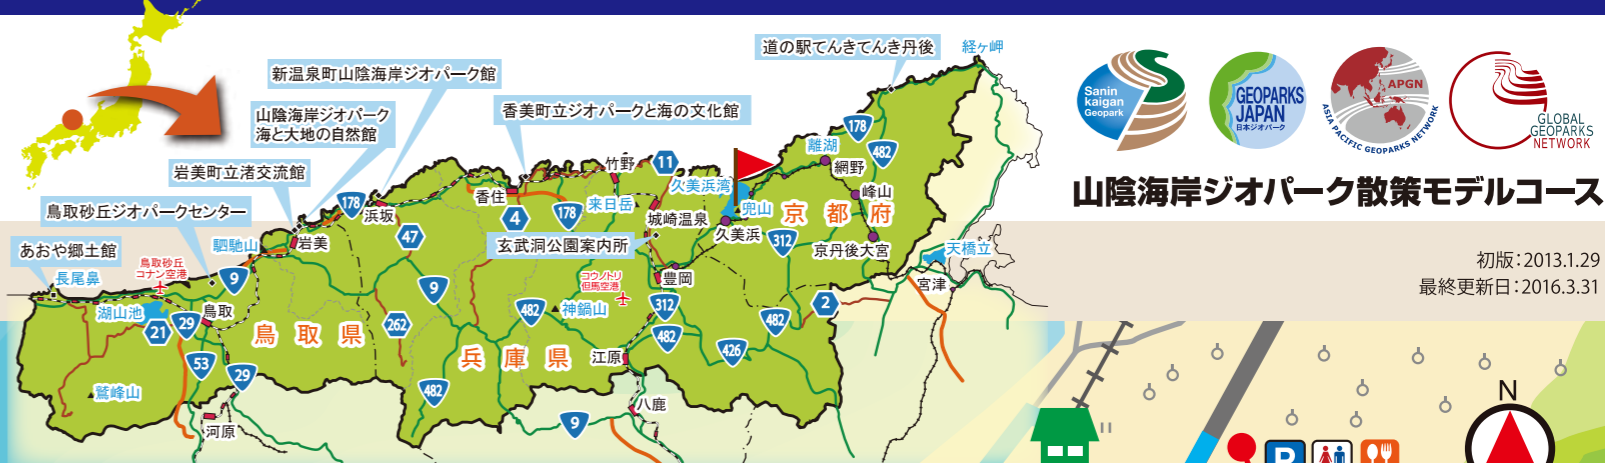 道の駅てんきてんき丹後
経ヶ岬
新温泉町山陰海岸ジオパーク館
山陰海岸ジオパーク
海と大地の自然館
香美町立ジオパークと海の文化館
岩美町立渚交流館
鳥取砂丘ジオパークセンター
あおや郷土館
玄武洞公園案内所
Sanin
kaigan
Geopark
GEOPARKS
JAPAN
日本ジオパーク
APGN
ASIA PACIFIC GEOPARKS NETWORK
GLOBAL
GEOPARKS
NETWORK
山陰海岸ジオパーク散策モデルコース
初版:2013.1.29
最終更新日:2016.3.31
178
482
離湖
網野
峰山
竹野
11
久美浜湾
兜山
京都府
久美浜
312
京丹後大宮
天橋立
宮津
香住
4
178
来日岳
城崎温泉
178
浜坂
47
岩美
駟馳山
9
鳥取砂丘
コナン空港
長尾鼻
湖山池
21
29
鳥取
鳥取県
53
29
鷲峰山
河原
9
262
482
神鍋山
コウノトリ
但馬空港
豊岡
312
482
2
482
426
兵庫県
江原
482
八鹿
9
N
P